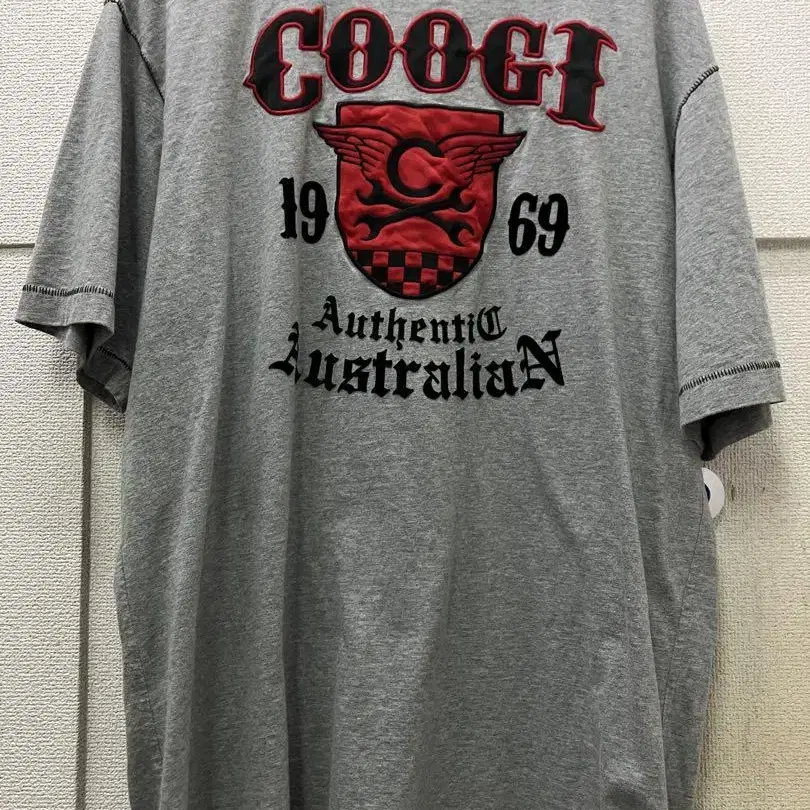 COOGI
C
19 69
AuthentiC
AustraliaN